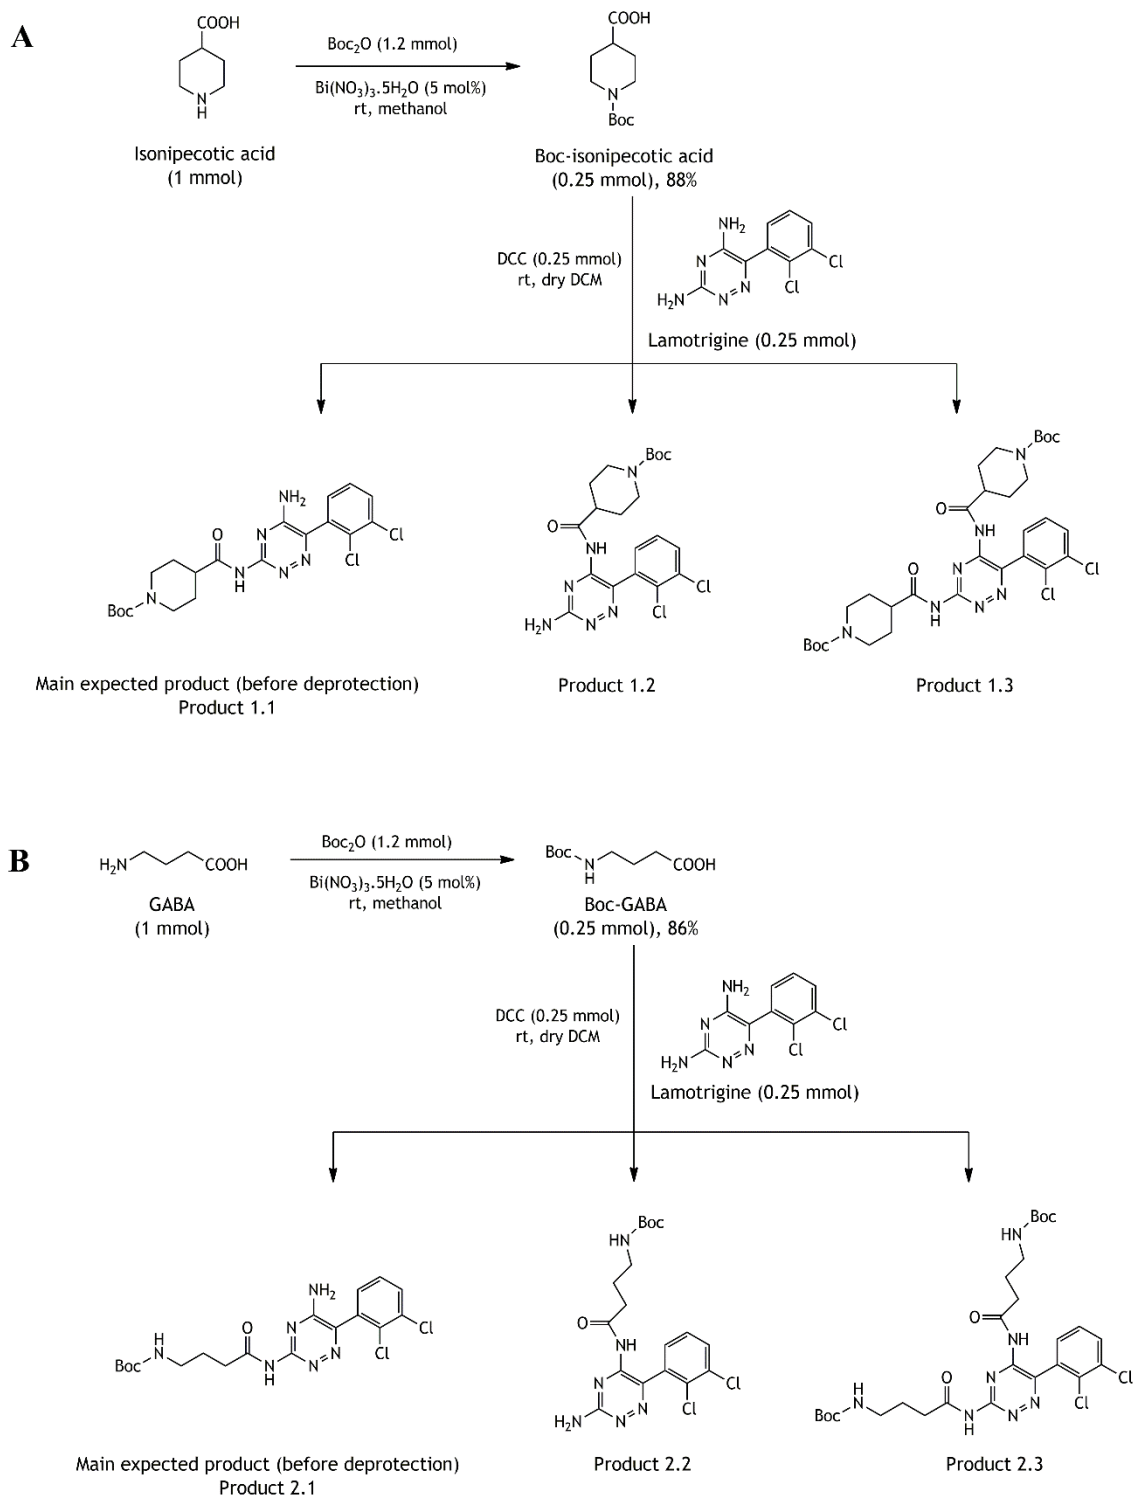 A
COOH
N
H
Isonipecotic acid
(1 mmol)
Boc2O (1.2 mmol)
Bi(NO3)3.5H2O (5 mol%)
rt, methanol
COOH
N
Boc
Boc-isonipecotic acid
(0.25 mmol), 88%
DCC (0.25 mmol)
rt, dry DCM
NH2
N
Cl
Cl
H2N
N
N
Lamotrigine (0.25 mmol)
NH2
N
Cl
O
Cl
N
H
N
N
N
Boc
Main expected product (before deprotection)
Product 1.1
Boc
N
O
NH
N
Cl
Cl
H2N
N
N
Product 1.2
Boc
N
O
NH
O
N
Cl
Cl
N
H
N
N
N
Boc
Product 1.3
B
H2N
COOH
GABA
(1 mmol)
Boc2O (1.2 mmol)
Bi(NO3)3.5H2O (5 mol%)
rt, methanol
Boc
N
H
COOH
Boc-GABA
(0.25 mmol), 86%
DCC (0.25 mmol)
rt, dry DCM
NH2
N
Cl
Cl
H2N
N
N
Lamotrigine (0.25 mmol)
NH2
O
N
Cl
Cl
H
N
Boc
N
H
N
N
Main expected product (before deprotection)
Product 2.1
Boc
HN
O
NH
N
Cl
Cl
H2N
N
N
Product 2.2
Boc
HN
O
NH
O
N
Cl
Cl
H
N
Boc
N
H
N
N
Product 2.3